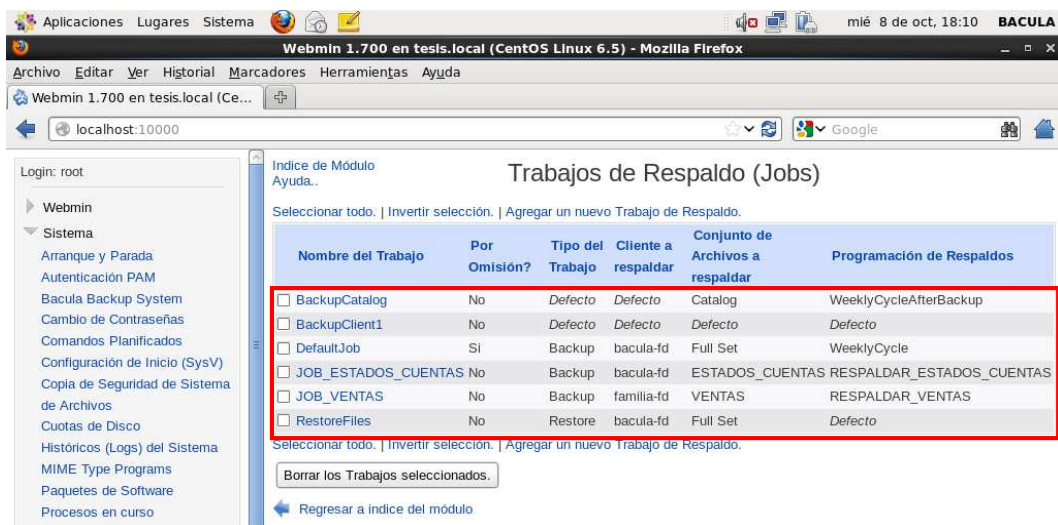 Aplicaciones Lugares Sistema mié 8 de oct, 18:10 BACULA
Webmin 1.700 en tesis.local (CentOS Linux 6.5) - Mozilla Firefox
Archivo Editar Ver Historial Marcadores Herramientas Ayuda
Webmin 1.700 en tesis.local (Ce...
localhost:10000 Google
Login: root
Webmin
Sistema
Arranque y Parada
Autenticación PAM
Bacula Backup System
Cambio de Contraseñas
Comandos Planificados
Configuración de Inicio (SysV)
Copia de Seguridad de Sistema
de Archivos
Cuotas de Disco
Históricos (Logs) del Sistema
MIME Type Programs
Paquetes de Software
Procesos en curso
Indice de Módulo
Ayuda..
Trabajos de Respaldo (Jobs)
Seleccionar todo. | Invertir selección. | Agregar un nuevo Trabajo de Respaldo.
Nombre del Trabajo Por Omisión? Tipo del Trabajo Cliente a respaldar Conjunto de Archivos a respaldar Programación de Respaldos
BackupCatalog No Defecto Defecto Catalog WeeklyCycleAfterBackup
BackupClient1 No Defecto Defecto Defecto Defecto
DefaultJob Si Backup bacula-fd Full Set WeeklyCycle
JOB_ESTADOS_CUENTAS No Backup bacula-fd ESTADOS_CUENTAS RESPALDAR_ESTADOS_CUENTAS
JOB_VENTAS No Backup familia-fd VENTAS RESPALDAR_VENTAS
RestoreFiles No Restore bacula-fd Full Set Defecto
Seleccionar todo. | Invertir selección. | Agregar un nuevo Trabajo de Respaldo.
Borrar los Trabajos seleccionados.
Regresar a indice del módulo